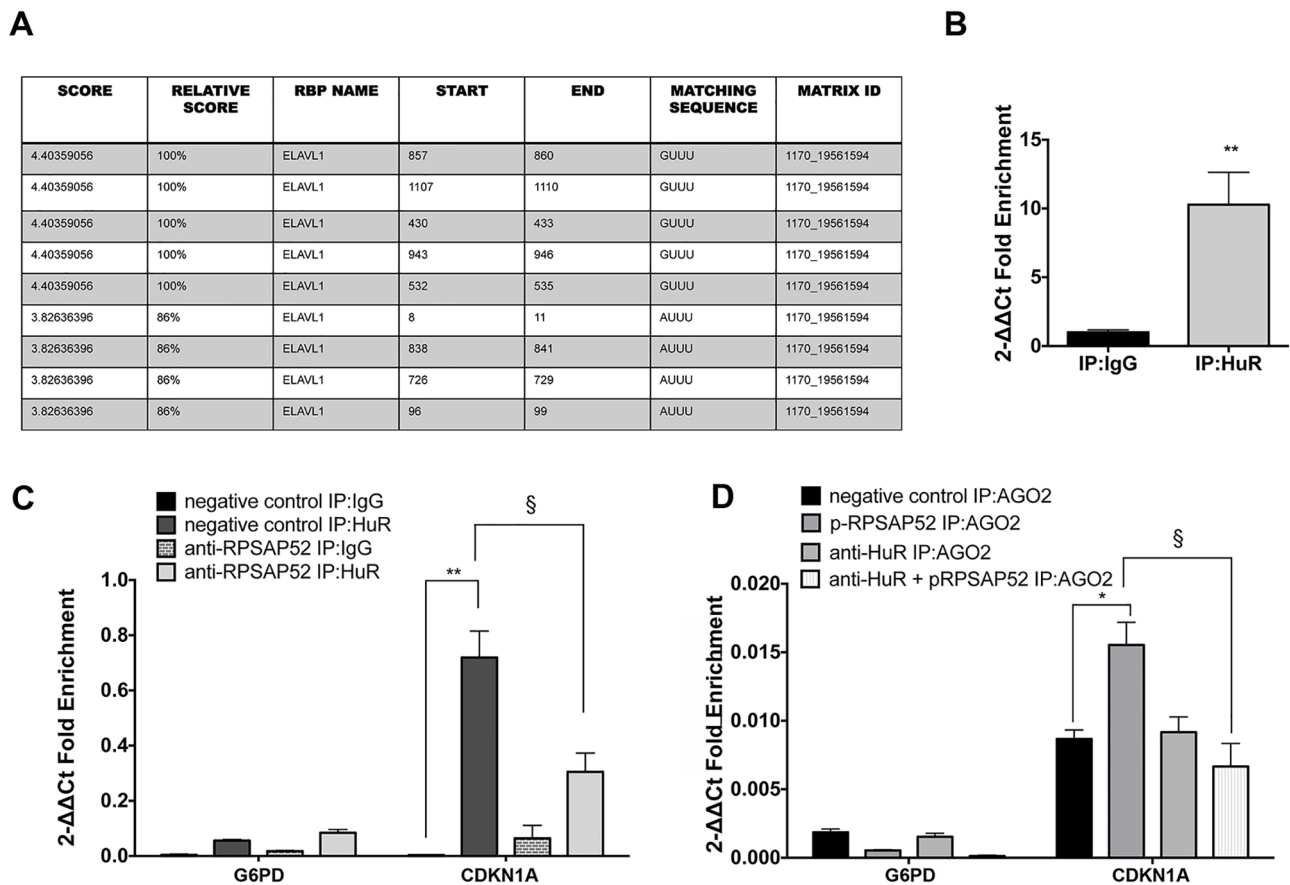 A
SCORE RELATIVE SCORE RBP NAME START END MATCHING SEQUENCE MATRIX ID
4.40359056 100% ELAVL1 857 860 GUUU 1170_19561594
4.40359056 100% ELAVL1 1107 1110 GUUU 1170_19561594
4.40359056 100% ELAVL1 430 433 GUUU 1170_19561594
4.40359056 100% ELAVL1 943 946 GUUU 1170_19561594
4.40359056 100% ELAVL1 532 535 GUUU 1170_19561594
3.82636396 86% ELAVL1 8 11 AUUU 1170_19561594
3.82636396 86% ELAVL1 838 841 AUUU 1170_19561594
3.82636396 86% ELAVL1 726 729 AUUU 1170_19561594
3.82636396 86% ELAVL1 96 99 AUUU 1170_19561594
B
2-ΔΔCt Fold Enrichment
15
10
5
0
**
IP:IgG IP:HuR
C
negative control IP:IgG
negative control IP:HuR
anti-RPSAP52 IP:IgG
anti-RPSAP52 IP:HuR
2-ΔΔCt Fold Enrichment
1.0
0.8
0.6
0.4
0.2
0.0
**
§
G6PD CDKN1A
D
negative control IP:AGO2
p-RPSAP52 IP:AGO2
anti-HuR IP:AGO2
anti-HuR + pRPSAP52 IP:AGO2
2-ΔΔCt Fold Enrichment
0.020
0.015
0.010
0.005
0.000
*
§
G6PD CDKN1A